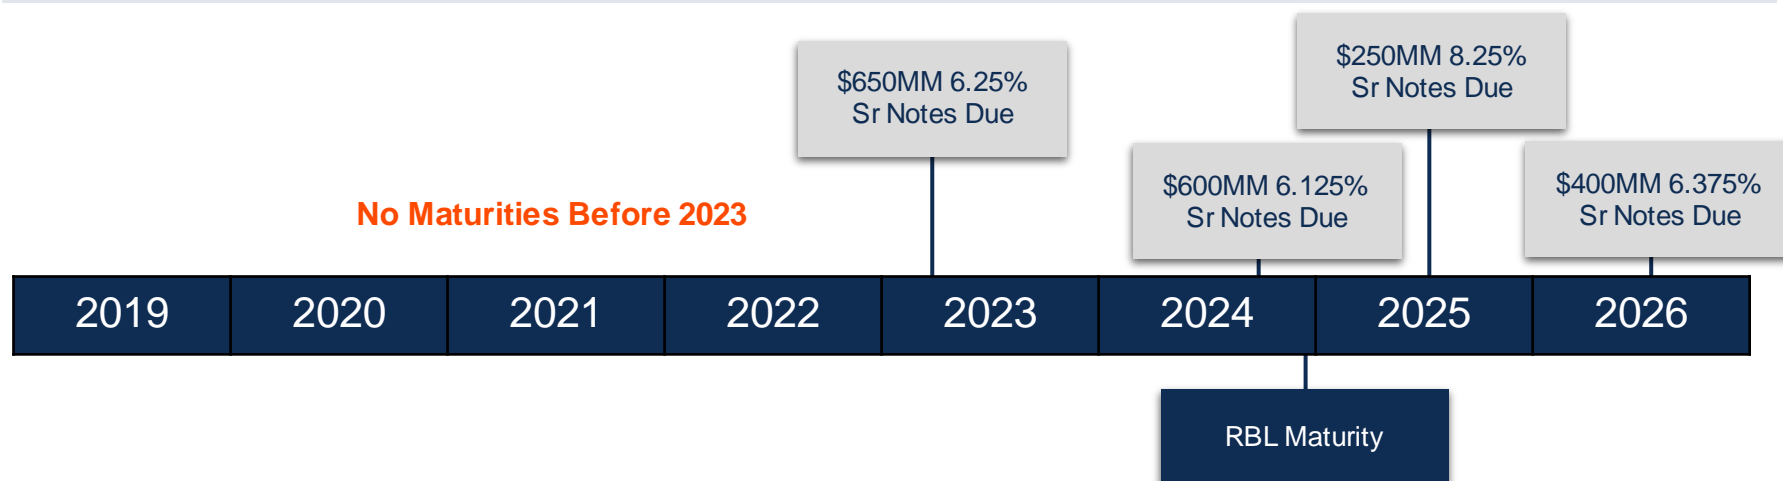 $650MM 6.25%
Sr Notes Due
$250MM 8.25%
Sr Notes Due
$600MM 6.125%
Sr Notes Due
$400MM 6.375%
Sr Notes Due
No Maturities Before 2023
2019 2020 2021 2022 2023 2024 2025 2026
RBL Maturity